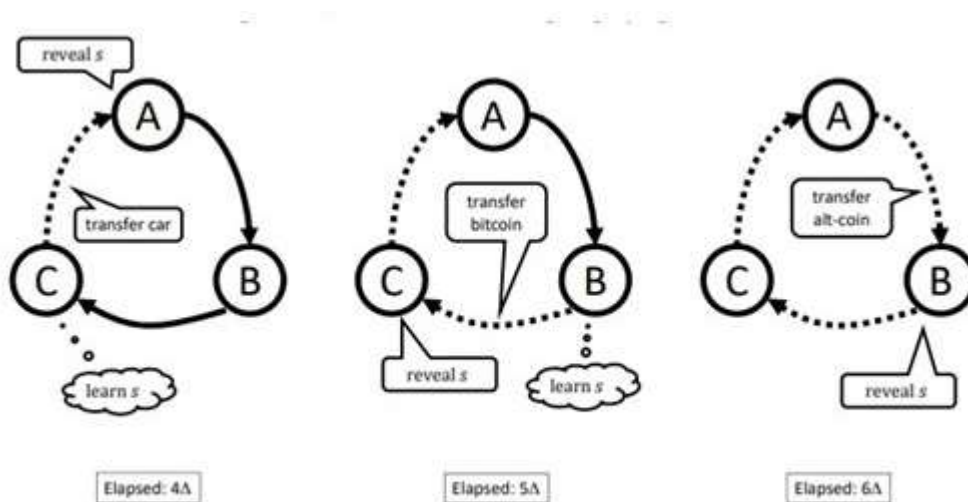 reveal s
A
transfer car
C
B
learn s
Elapsed: 4Δ
A
transfer
bitcoin
C
B
reveal s
learn s
Elapsed: 5Δ
A
transfer
alt-coin
C
B
reveal s
Elapsed: 6Δ